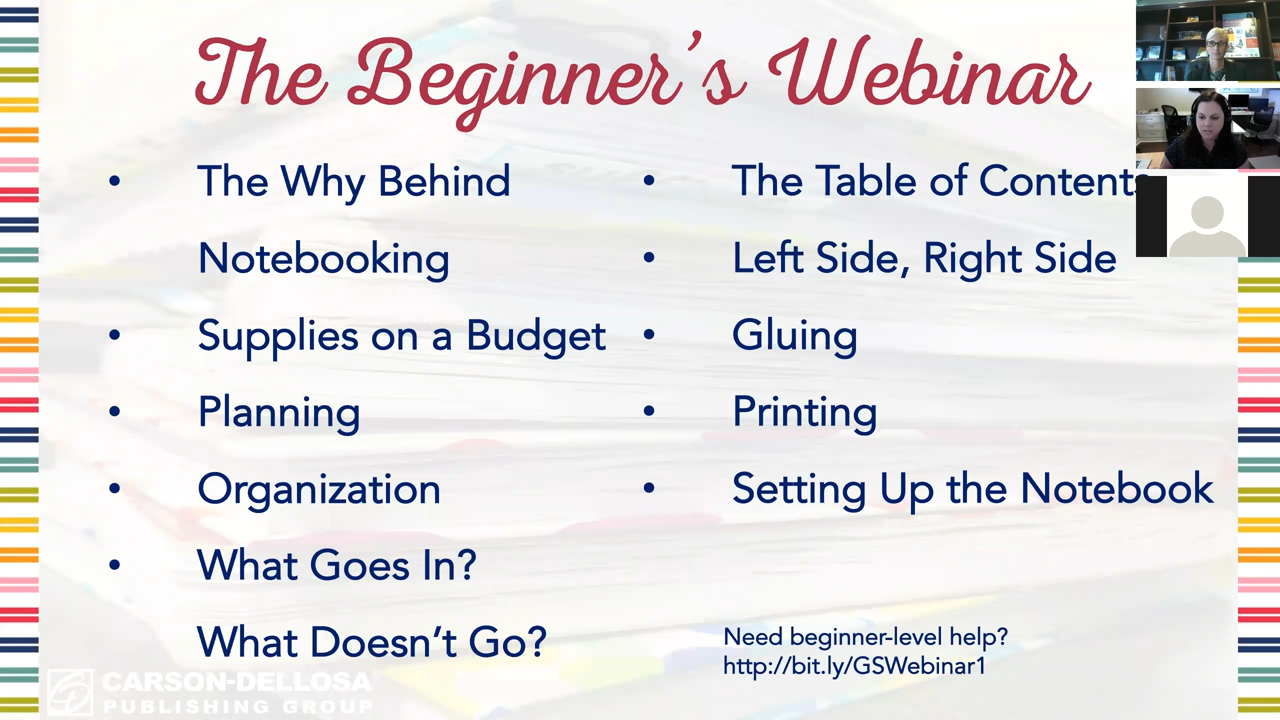 The Beginner's Webinar
The Why Behind
Notebooking
Supplies on a Budget
Planning
Organization
What Goes In?
What Doesn't Go?
The Table of Contents
Left Side, Right Side
Gluing
Printing
Setting Up the Notebook
Need beginner-level help?
http://bit.ly/GSWebinar1
CARSON-DELLOSA
PUBLISHING GROUP